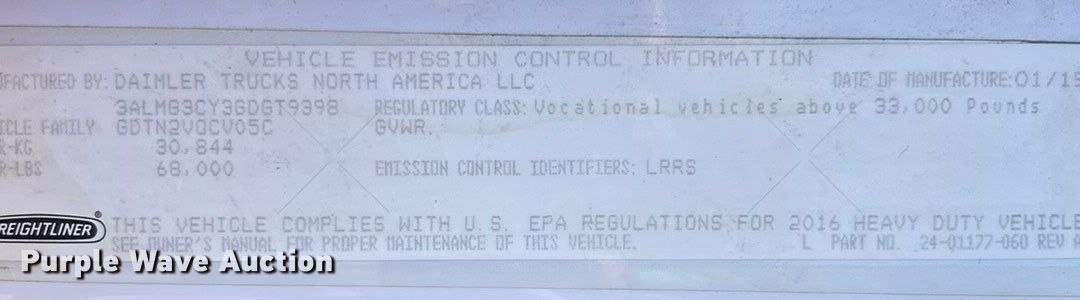 VEHICLE EMISSION CONTROL INFORMATION
UFACTURED BY: DAIMLER TRUCKS NORTH AMERICA LLC DATE OF MANUFACTURE: 01/15
3ALMG3CY3GDGT9398 REGULATORY CLASS: Vocational vehicles above 33,000 Pounds
ICLE FAMILY GDTN2VOCV05C GVWR.
R-KG 30,844
R-LBS 68,000 EMISSION CONTROL IDENTIFIERS: LRRS
REIGHTLINER® THIS VEHICLE COMPLIES WITH U.S. EPA REGULATIONS FOR 2016 HEAVY DUTY VEHICLE
SEE OWNER'S MANUAL FOR PROPER MAINTENANCE OF THIS VEHICLE. L PART NO. 24-01177-060 REV A
Purple Wave Auction